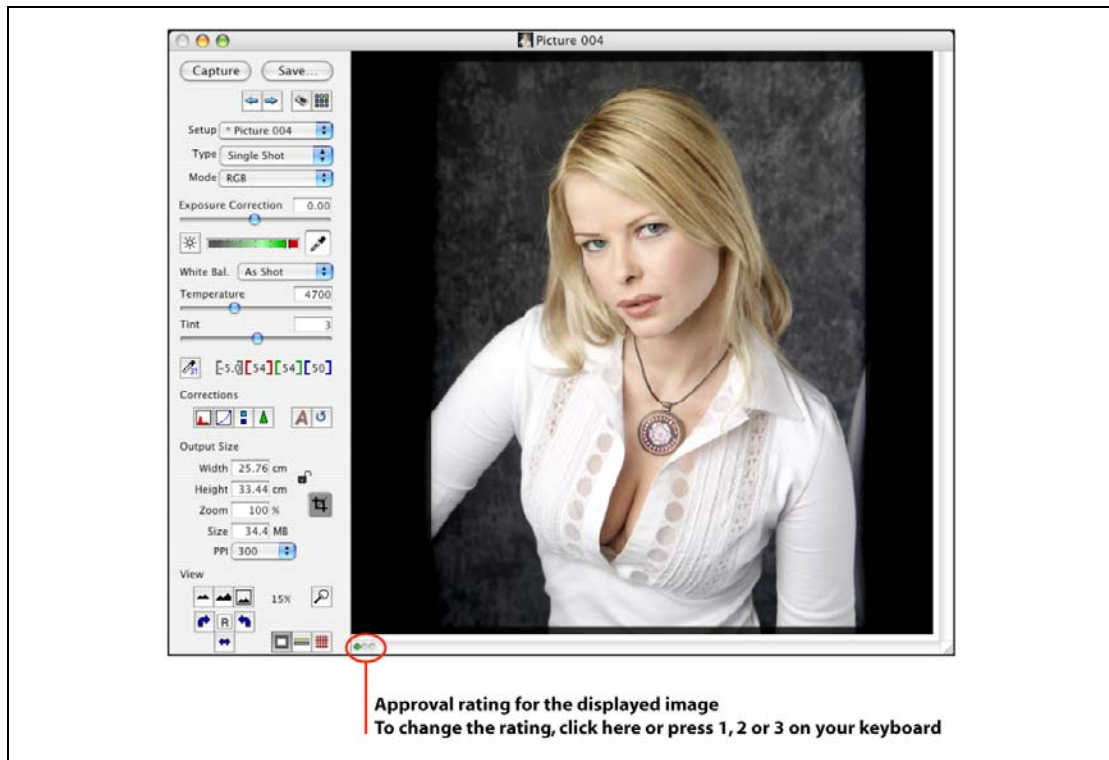 Picture 004
Capture Save...
Setup * Picture 004
Type Single Shot
Mode RGB
Exposure Correction 0.00
White Bal. As Shot
Temperature 4700
Tint 3
[-5.0] [54] [54] [50]
Corrections
A
Output Size
Width 25.76 cm
Height 33.44 cm
Zoom 100 %
Size 34.4 MB
PPI 300
View
15%
R
Approval rating for the displayed image
To change the rating, click here or press 1, 2 or 3 on your keyboard